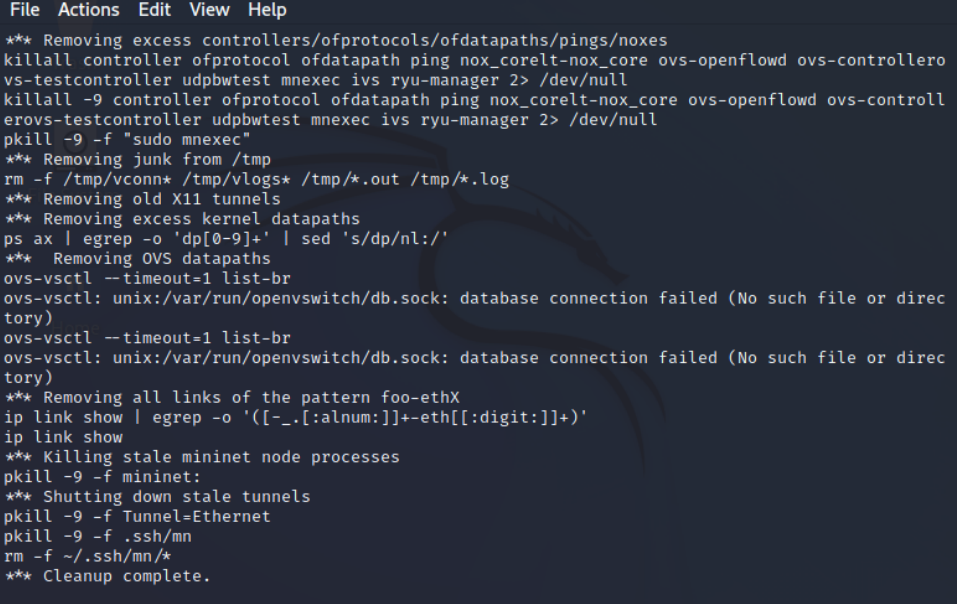 File Actions Edit View Help
*** Removing excess controllers/ofprotocols/ofdatapaths/pings/noxes
killall controller ofprotocol ofdatapath ping nox_corelt-nox_core ovs-openflowd ovs-controllero
vs-testcontroller udpbwtest mnexec ivs ryu-manager 2> /dev/null
killall -9 controller ofprotocol ofdatapath ping nox_corelt-nox_core ovs-openflowd ovs-controll
erovs-testcontroller udpbwtest mnexec ivs ryu-manager 2> /dev/null
pkill -9 -f "sudo mnexec"
*** Removing junk from /tmp
rm -f /tmp/vconn* /tmp/vlogs* /tmp/*.out /tmp/*.log
*** Removing old X11 tunnels
*** Removing excess kernel datapaths
ps ax | egrep -o 'dp[0-9]+' | sed 's/dp/nl:/'
***  Removing OVS datapaths
ovs-vsctl --timeout=1 list-br
ovs-vsctl: unix:/var/run/openvswitch/db.sock: database connection failed (No such file or direc
tory)
ovs-vsctl --timeout=1 list-br
ovs-vsctl: unix:/var/run/openvswitch/db.sock: database connection failed (No such file or direc
tory)
*** Removing all links of the pattern foo-ethX
ip link show | egrep -o '([-_.[:alnum:]]+-eth[[:digit:]]+)'
ip link show
*** Killing stale mininet node processes
pkill -9 -f mininet:
*** Shutting down stale tunnels
pkill -9 -f Tunnel=Ethernet
pkill -9 -f .ssh/mn
rm -f ~/.ssh/mn/*
*** Cleanup complete.